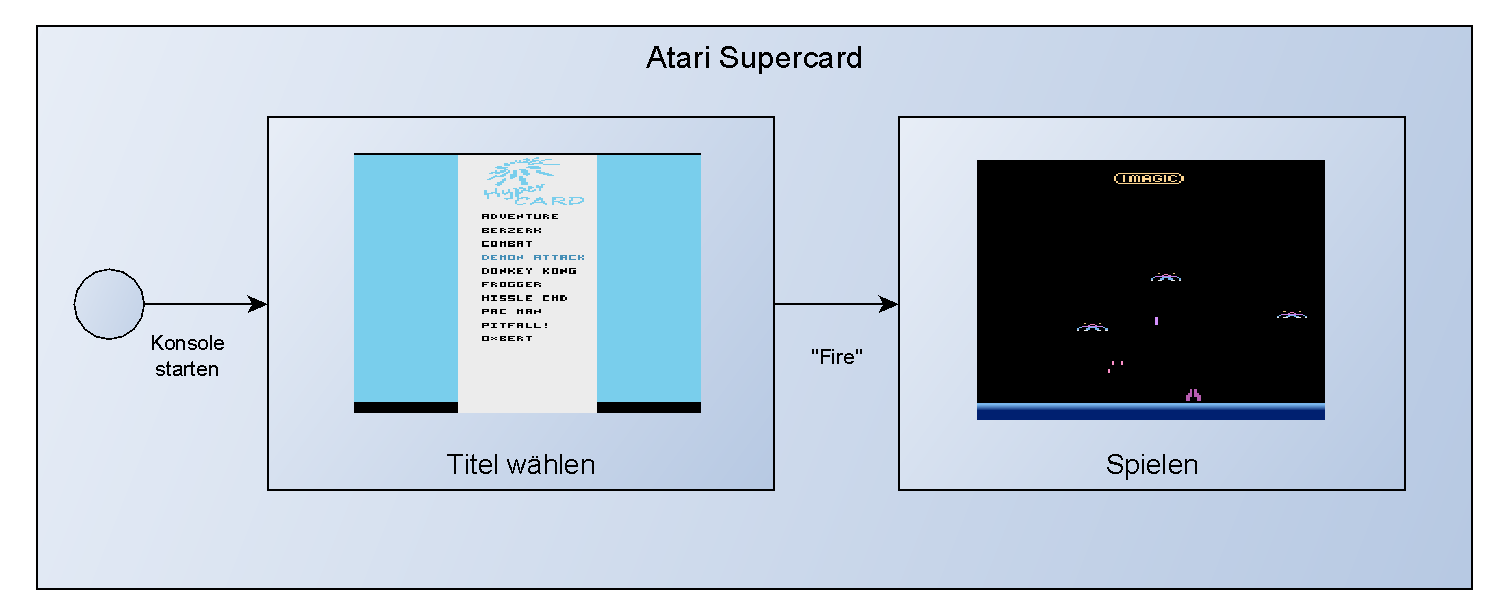 Atari Supercard
Konsole
starten
Hyper
CARD
ADVENTURE
BERZERK
COMBAT
DEMON ATTACK
DONKEY KONG
FROGGER
MISSLE CMD
PAC MAN
PITFALL!
Q*BERT
Titel wählen
"Fire"
IMAGIC
Spielen